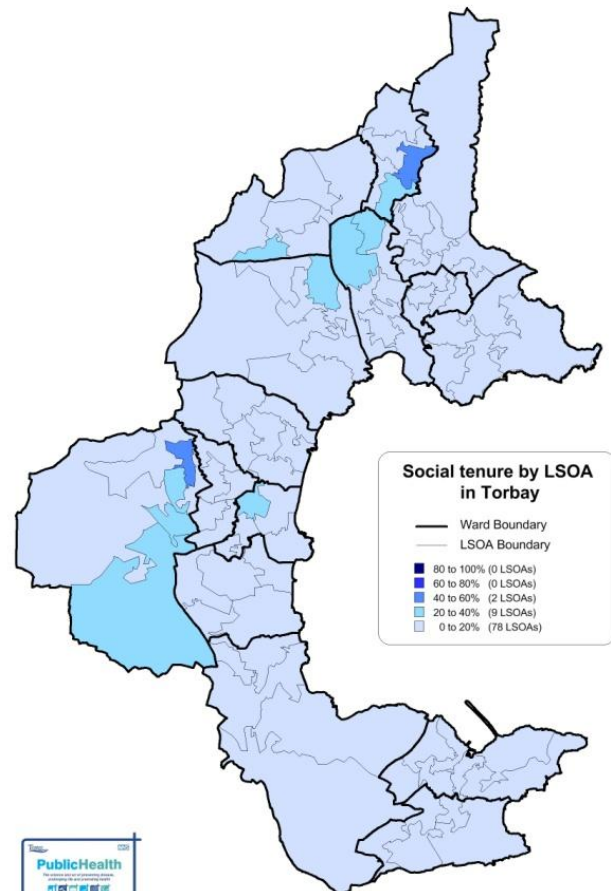 Social tenure by LSOA
in Torbay
Ward Boundary
LSOA Boundary
80 to 100% (0 LSOAs)
60 to 80% (0 LSOAs)
40 to 60% (2 LSOAs)
20 to 40% (9 LSOAs)
0 to 20% (78 LSOAs)
PublicHealth